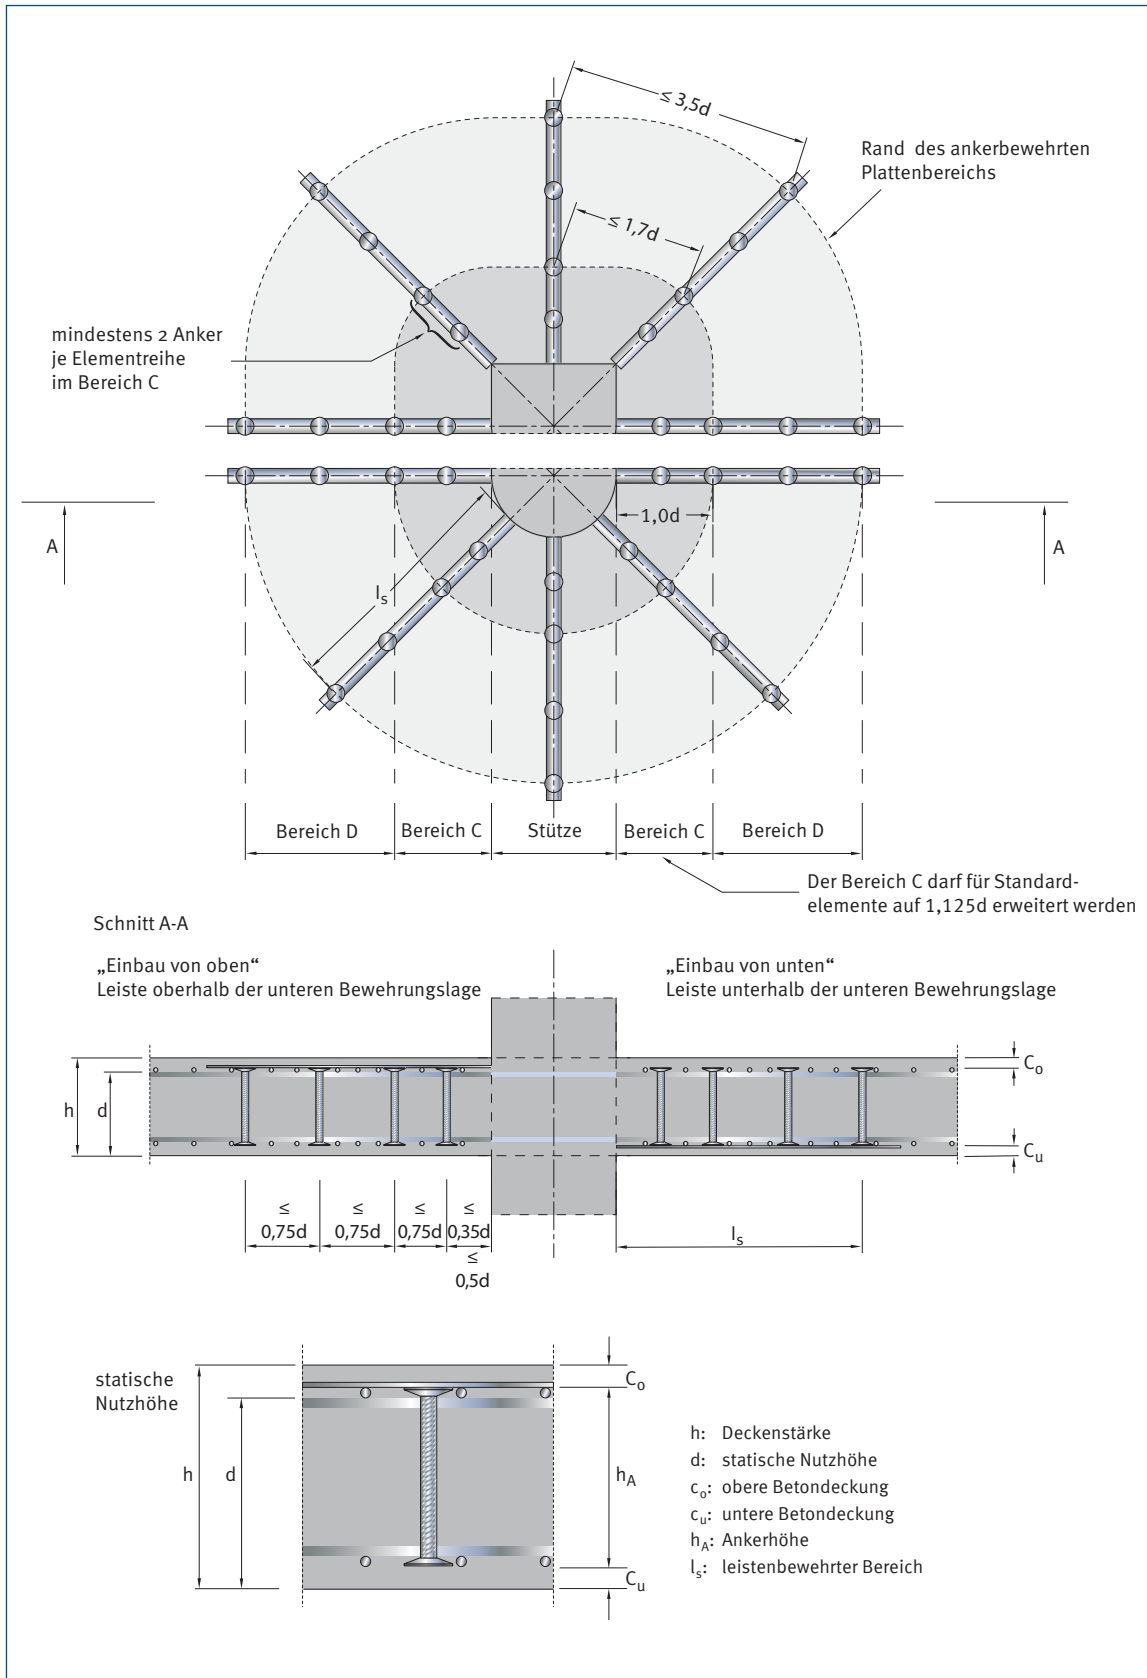 ≤ 3,5d
Rand des ankerbewehrten
Plattenbereichs
≤ 1,7d
mindestens 2 Anker
je Elementreihe
im Bereich C
A
1,0d
A
ls
Bereich D
Bereich C
Stütze
Bereich C
Bereich D
Der Bereich C darf für Standard-
elemente auf 1,125d erweitert werden
Schnitt A-A
„Einbau von oben“
Leiste oberhalb der unteren Bewehrungslage
„Einbau von unten“
Leiste unterhalb der unteren Bewehrungslage
h
d
Co
Cu
≤
0,75d
≤
0,75d
≤
0,75d
≤
0,35d
≤
0,5d
ls
statische
Nutzhöhe
h
d
Co
hA
Cu
h: Deckenstärke
d: statische Nutzhöhe
co: obere Betondeckung
cu: untere Betondeckung
hA: Ankerhöhe
ls: leistenbewehrter Bereich